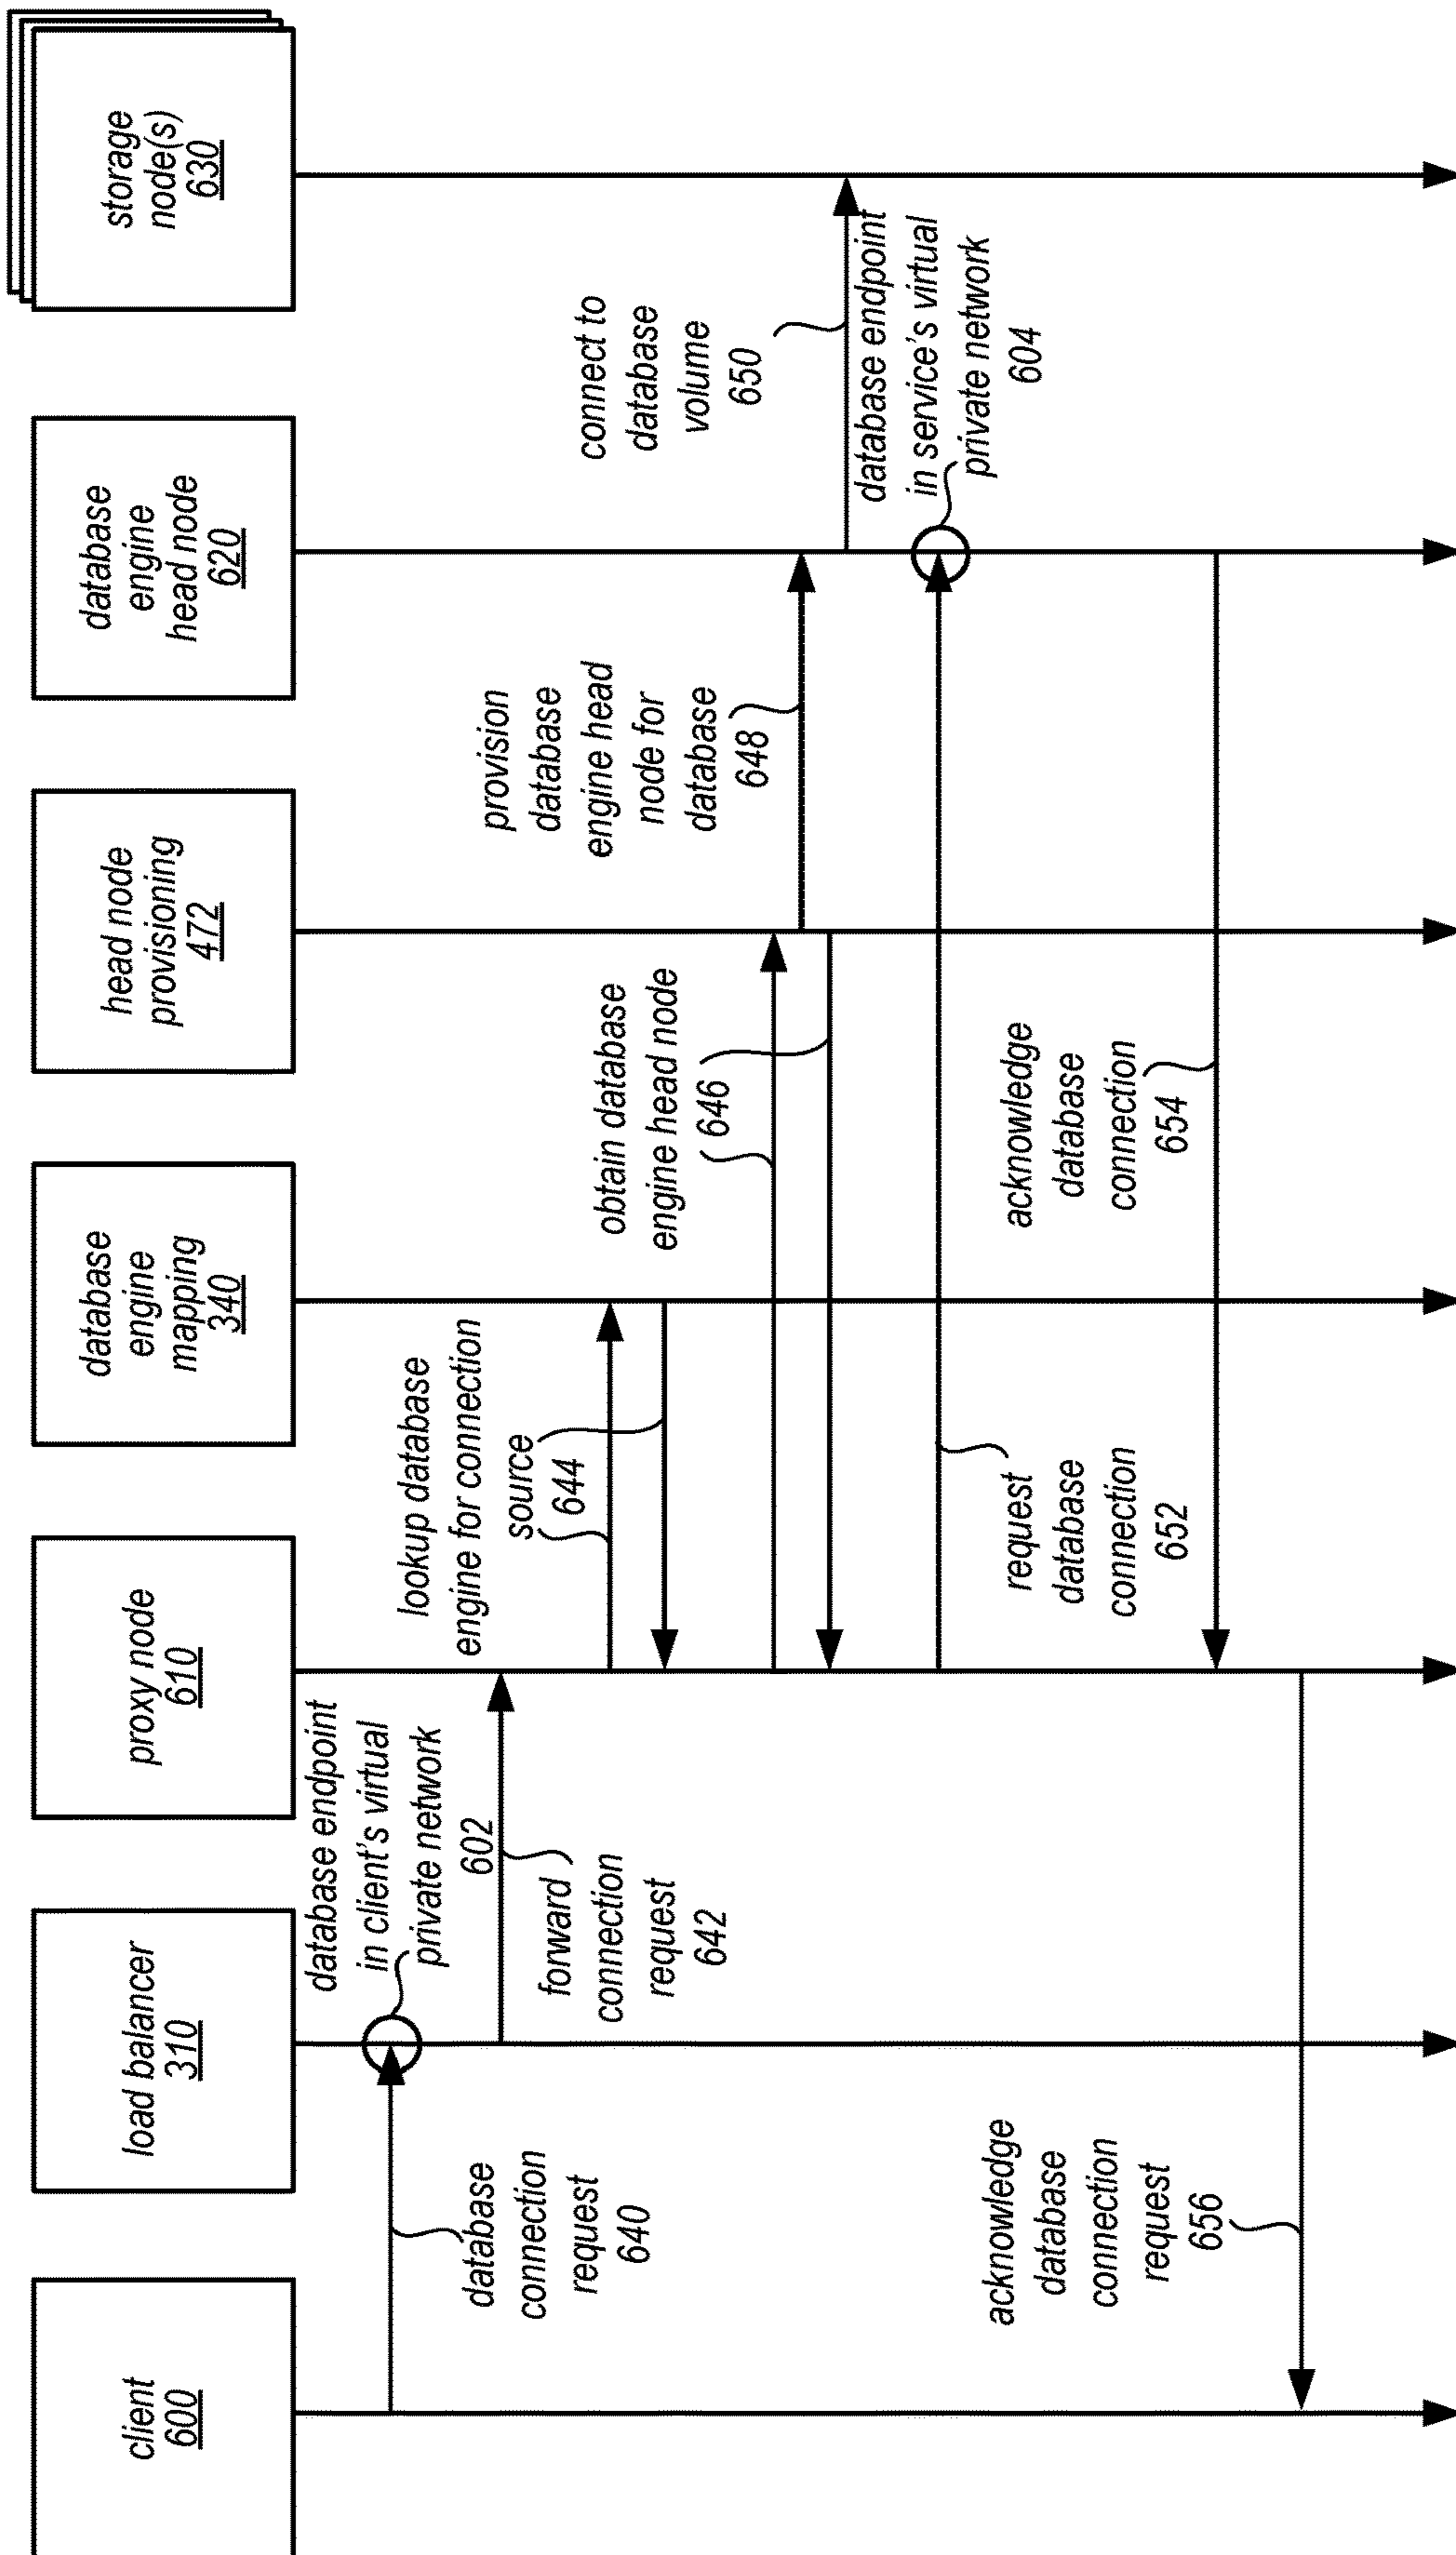 client
600
load balancer
310
proxy node
610
database
engine
mapping
340
head node
provisioning
472
database
engine
head node
620
storage
node(s)
630
database
connection
request
640
database endpoint
in client's virtual
private network
602
forward
connection
request
642
lookup database
engine for connection
source
644
obtain database
engine head node
646
provision
database
engine head
node for
database
648
connect to
database
volume
650
database endpoint
in service's virtual
private network
604
request
database
connection
652
acknowledge
database
connection
654
acknowledge
database
connection
request
656